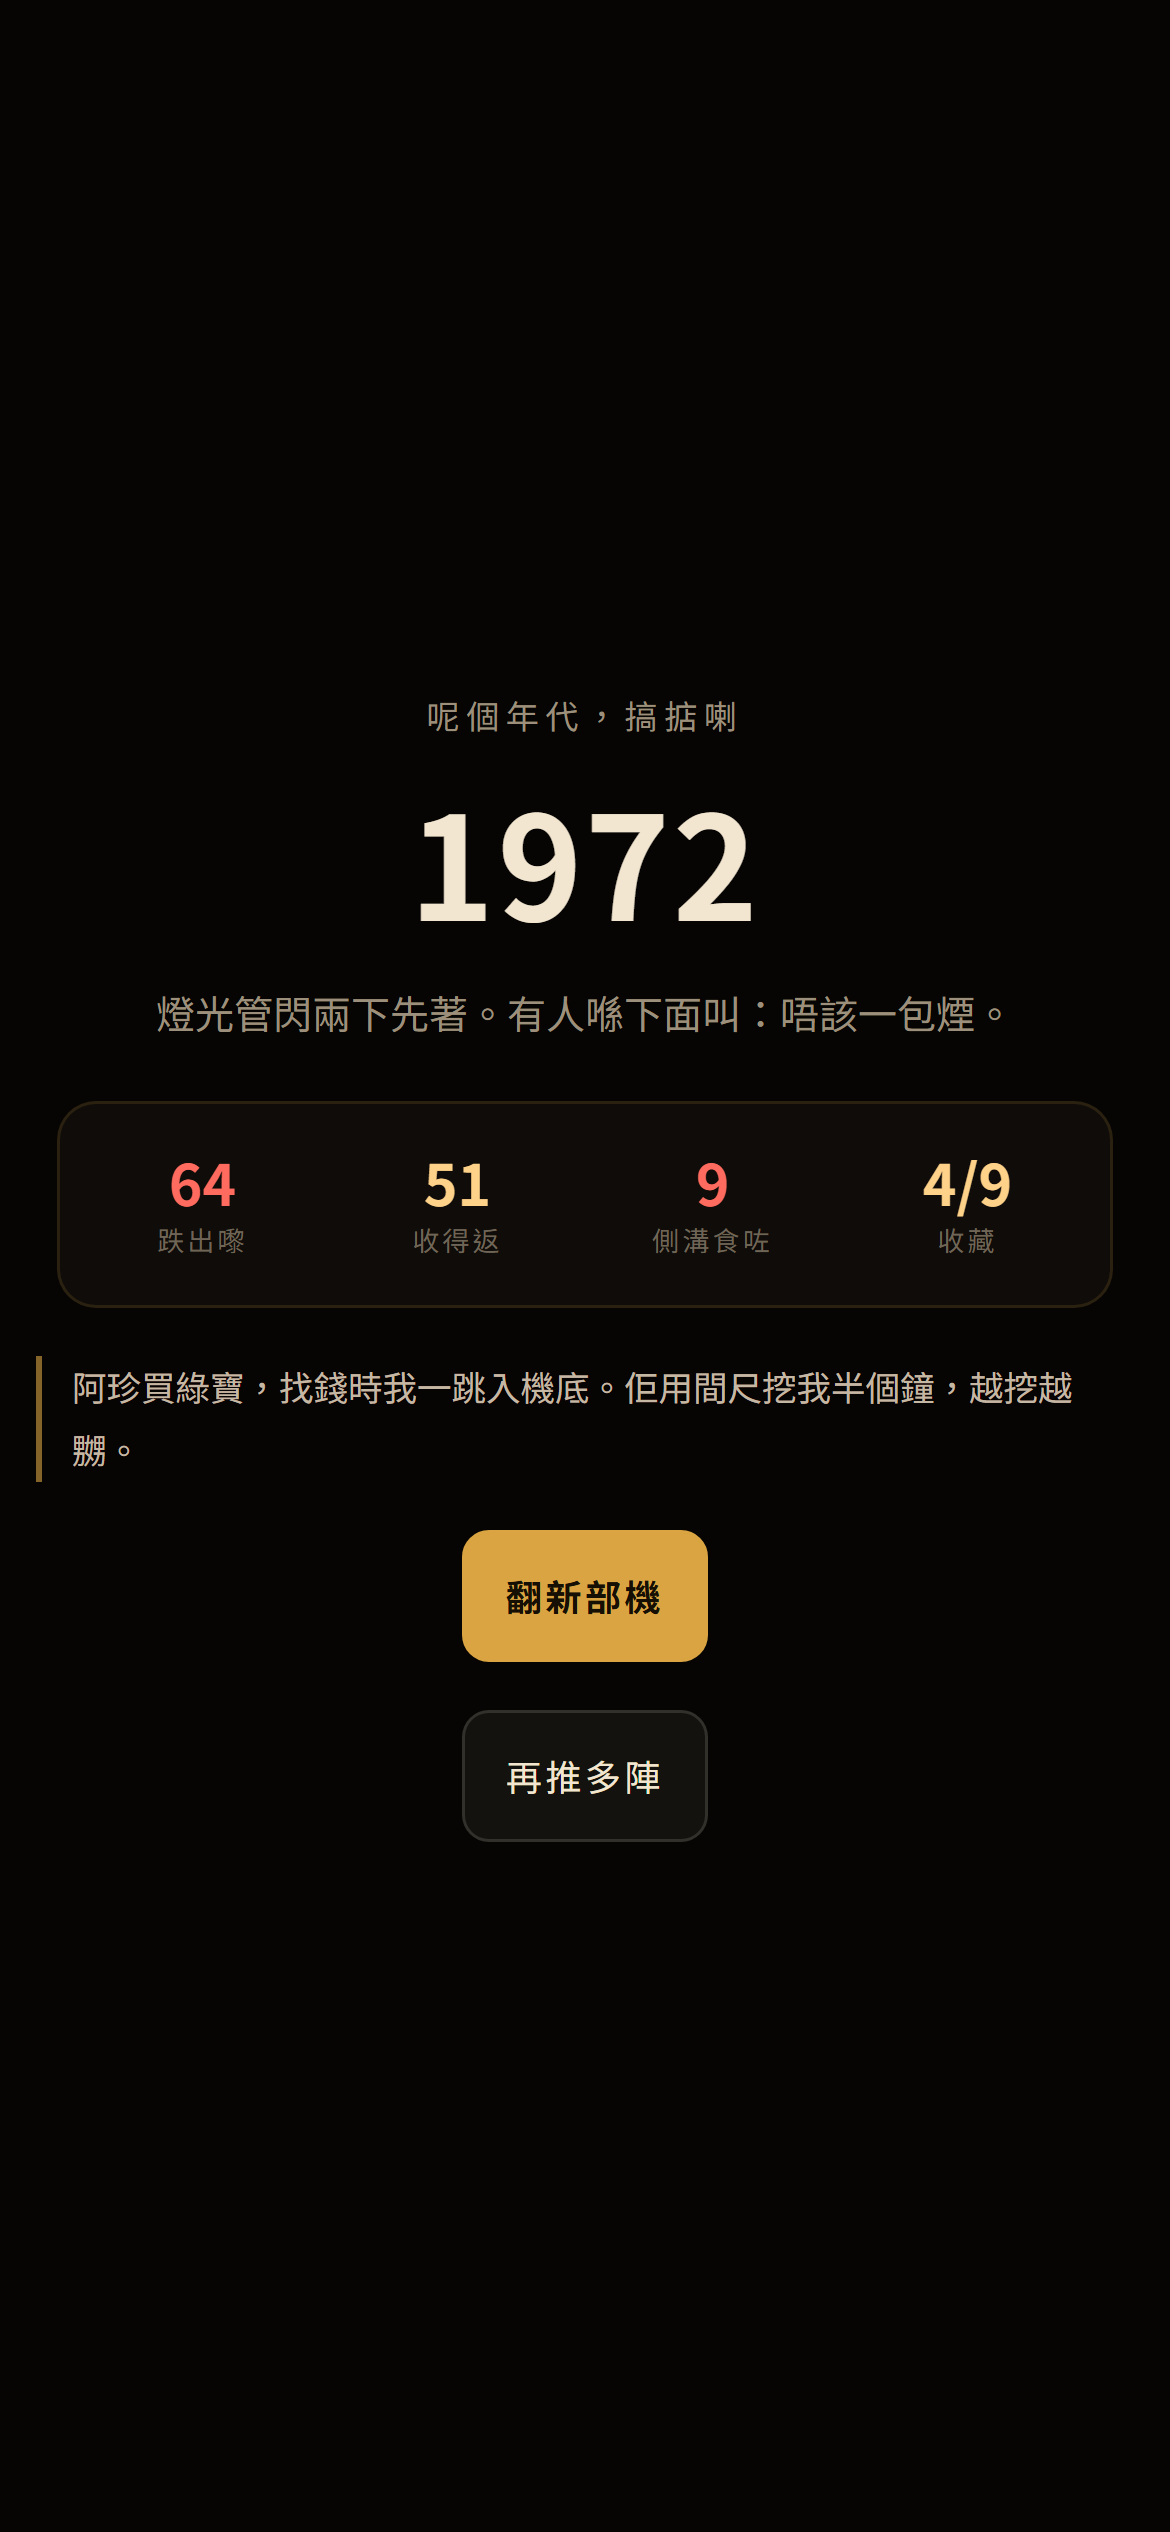 呢個年代，搞掂喇
1972
燈光管閃兩下先著。有人喺下面叫：唔該一包煙。
64
跌出嚟
51
收得返
9
側溝食咗
4/9
收藏
阿珍買綠寶，找錢時我一跳入機底。佢用間尺挖我半個鐘，越挖越
嬲。
翻新部機
再推多陣